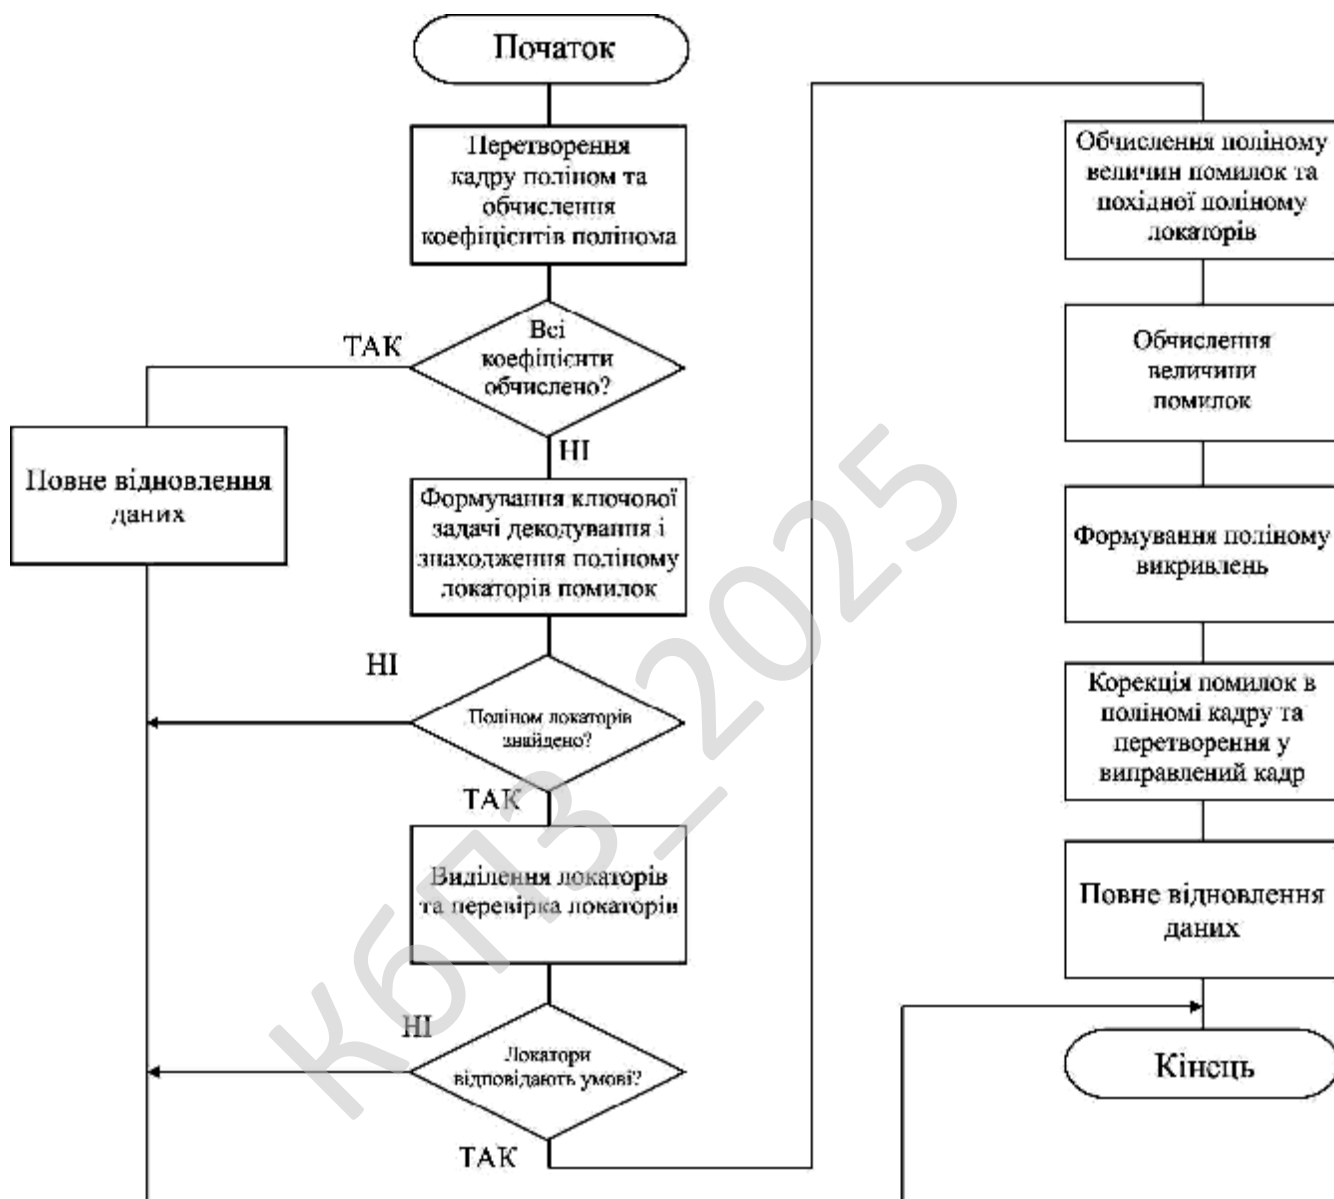 Початок
Перетворення
кадру поліном та
обчислення
коефіцієнтів полінома
Всі
коефіцієнти
обчислено?
ТАК
НІ
Повне відновлення
даних
Формування ключової
задачі декодування і
знаходження поліному
локаторів помилок
НІ
Поліном локаторів
знайдено?
ТАК
Виділення локаторів
та перевірка локаторів
НІ
Локатори
відповідають умові?
ТАК
Обчислення поліному
величин помилок та
похідної поліному
локаторів
Обчислення
величини
помилок
Формування поліному
викривлень
Корекція помилок в
поліномі кадру та
перетворення у
виправлений кадр
Повне відновлення
даних
Кінець
КбПЗ_2025